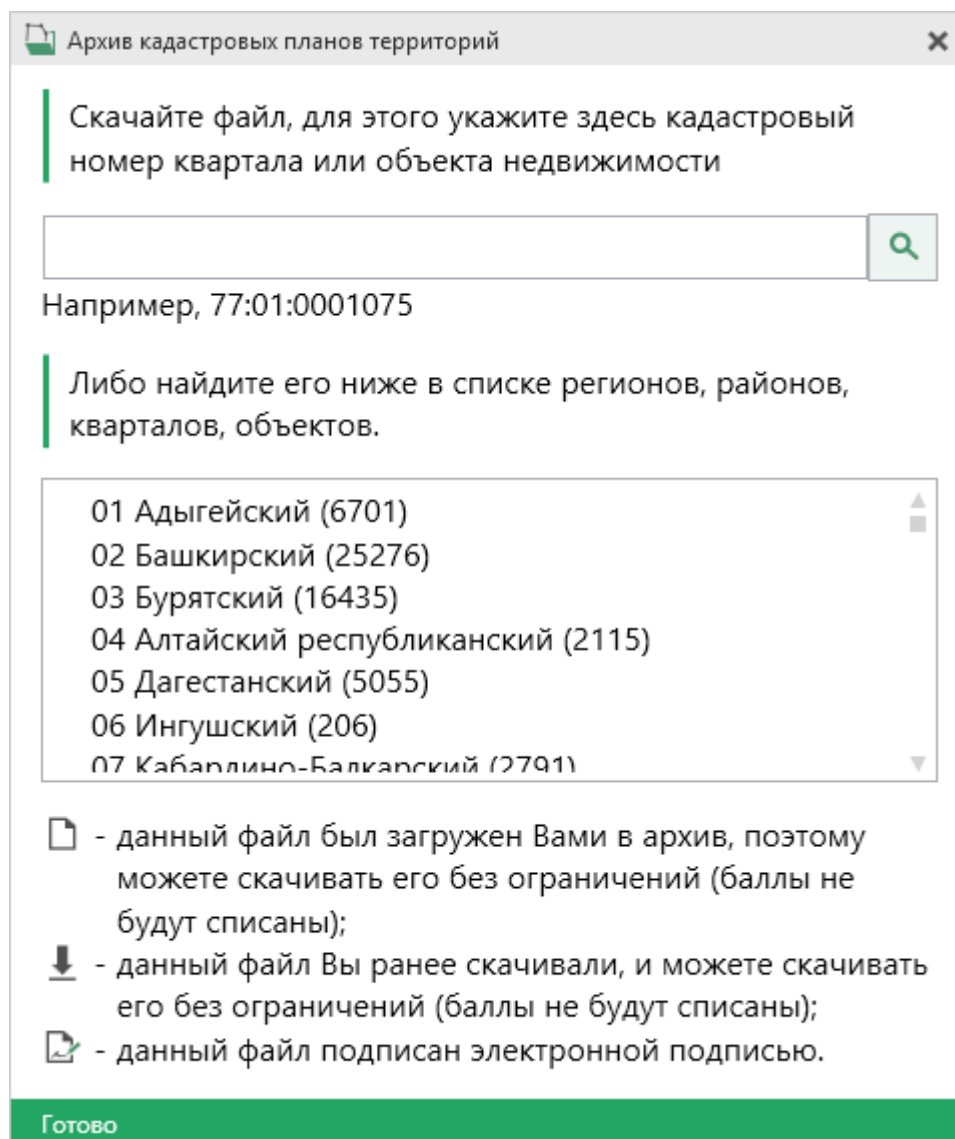 Архив кадастровых планов территорий
Скачайте файл, для этого укажите здесь кадастровый
номер квартала или объекта недвижимости
Например, 77:01:0001075
Либо найдите его ниже в списке регионов, районов,
кварталов, объектов.
01 Адыгейский (6701)
02 Башкирский (25276)
03 Бурятский (16435)
04 Алтайский республиканский (2115)
05 Дагестанский (5055)
06 Ингушский (206)
07 Кабардино-Балкарский (2791)
- данный файл был загружен Вами в архив, поэтому
можете скачивать его без ограничений (баллы не
будут списаны);
- данный файл Вы ранее скачивали, и можете скачивать
его без ограничений (баллы не будут списаны);
- данный файл подписан электронной подписью.
Готово